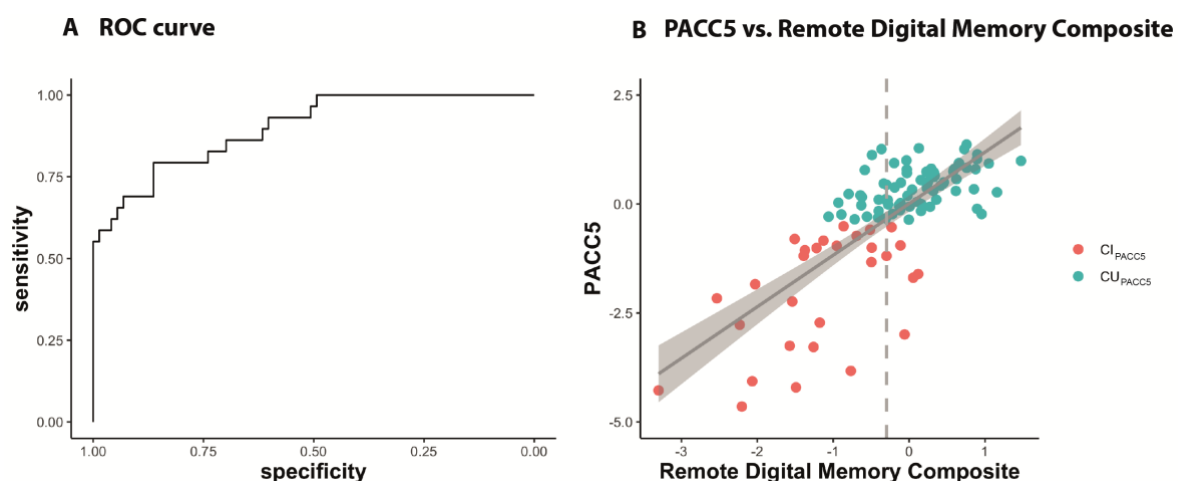 A ROC curve
1.00
0.75
0.50
0.25
0.00
sensitivity
1.00 0.75 0.50 0.25 0.00
specificity
B PACC5 vs. Remote Digital Memory Composite
2.5
0.0
-2.5
-5.0
PACC5
-3 -2 -1 0 1
Remote Digital Memory Composite
CIPACC5
CUPACC5